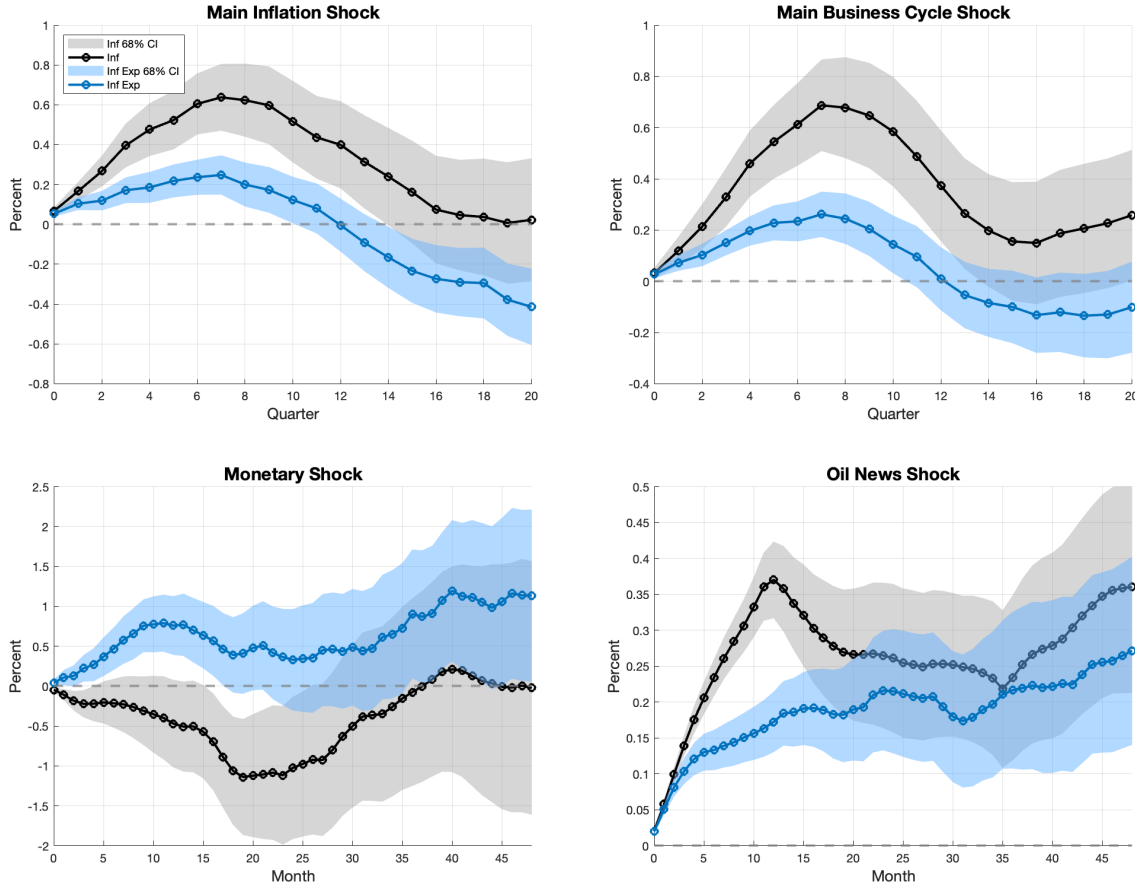 Main Inflation Shock
Inf 68% CI
Inf
Inf Exp 68% CI
Inf Exp
Percent
1
0.8
0.6
0.4
0.2
0
-0.2
-0.4
-0.6
-0.8
0 2 4 6 8 10 12 14 16 18 20
Quarter
Main Business Cycle Shock
Percent
1
0.8
0.6
0.4
0.2
0
-0.2
-0.4
0 2 4 6 8 10 12 14 16 18 20
Quarter
Monetary Shock
Percent
2.5
2
1.5
1
0.5
0
-0.5
-1
-1.5
-2
0 5 10 15 20 25 30 35 40 45
Month
Oil News Shock
Percent
0.5
0.45
0.4
0.35
0.3
0.25
0.2
0.15
0.1
0.05
0
0 5 10 15 20 25 30 35 40 45
Month